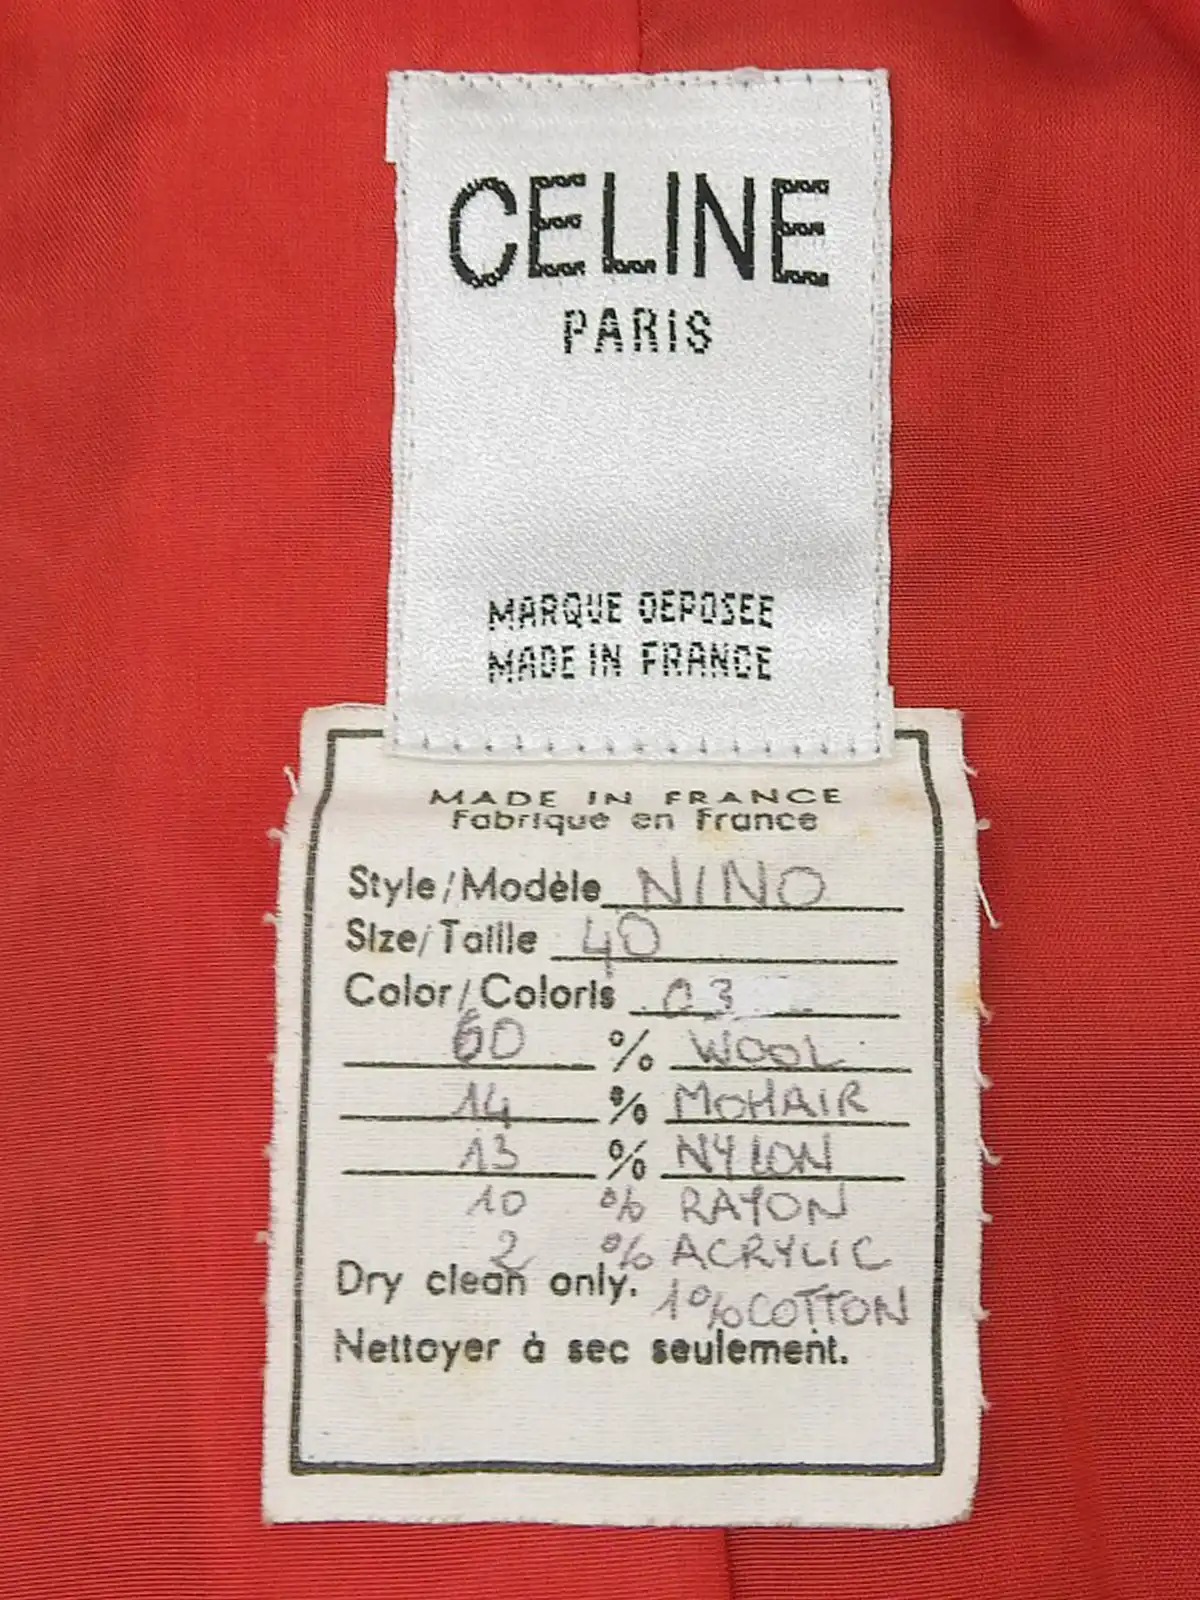 CELINE
PARIS
MARQUE DEPOSEE
MADE IN FRANCE
MADE IN FRANCE
Fabriqué en France
Style/Modèle NINO
Size/Taille 40
Color/Coloris 03
60 % WOOL
14 % MOHAIR
13 % NYLON
10 % RAYON
2 % ACRYLIC
Dry clean only. 1% COTTON
Nettoyer à sec seulement.